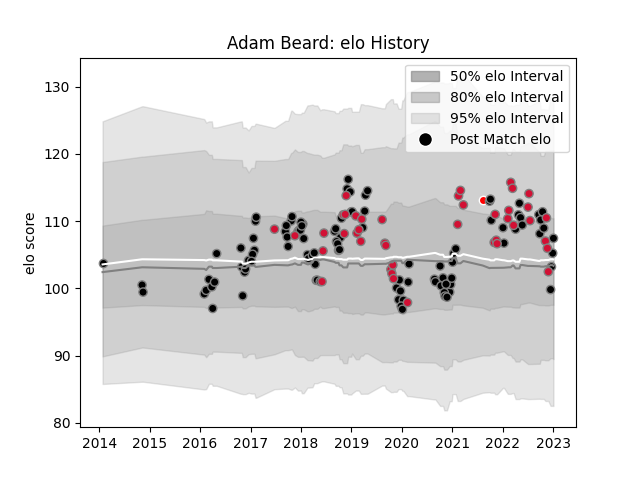 Adam Beard: elo History
50% elo Interval
80% elo Interval
95% elo Interval
Post Match elo
elo score
130
120
110
100
90
80
2014 2015 2016 2017 2018 2019 2020 2021 2022 2023